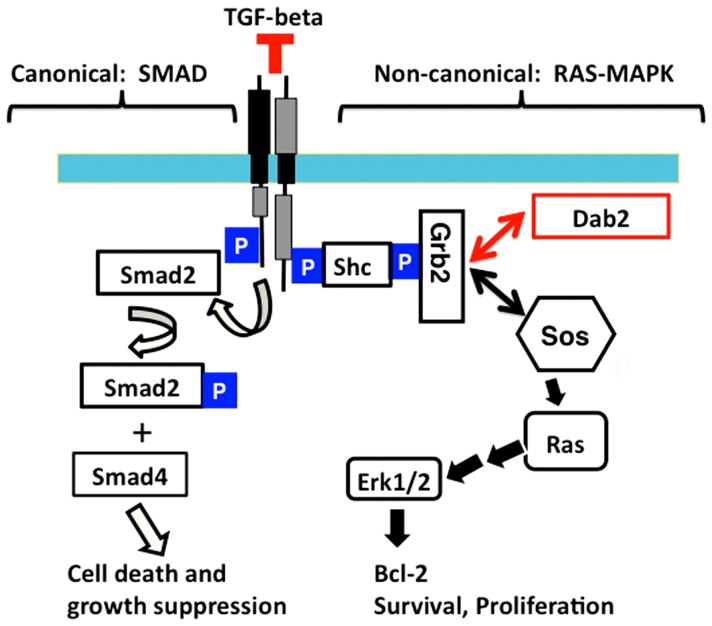 TGF-beta
Canonical:  SMAD
Non-canonical:  RAS-MAPK
Dab2
P
Smad2
P
Shc
P
Grb2
Sos
Smad2
P
+
Smad4
Ras
Erk1/2
Cell death and
growth suppression
Bcl-2
Survival, Proliferation